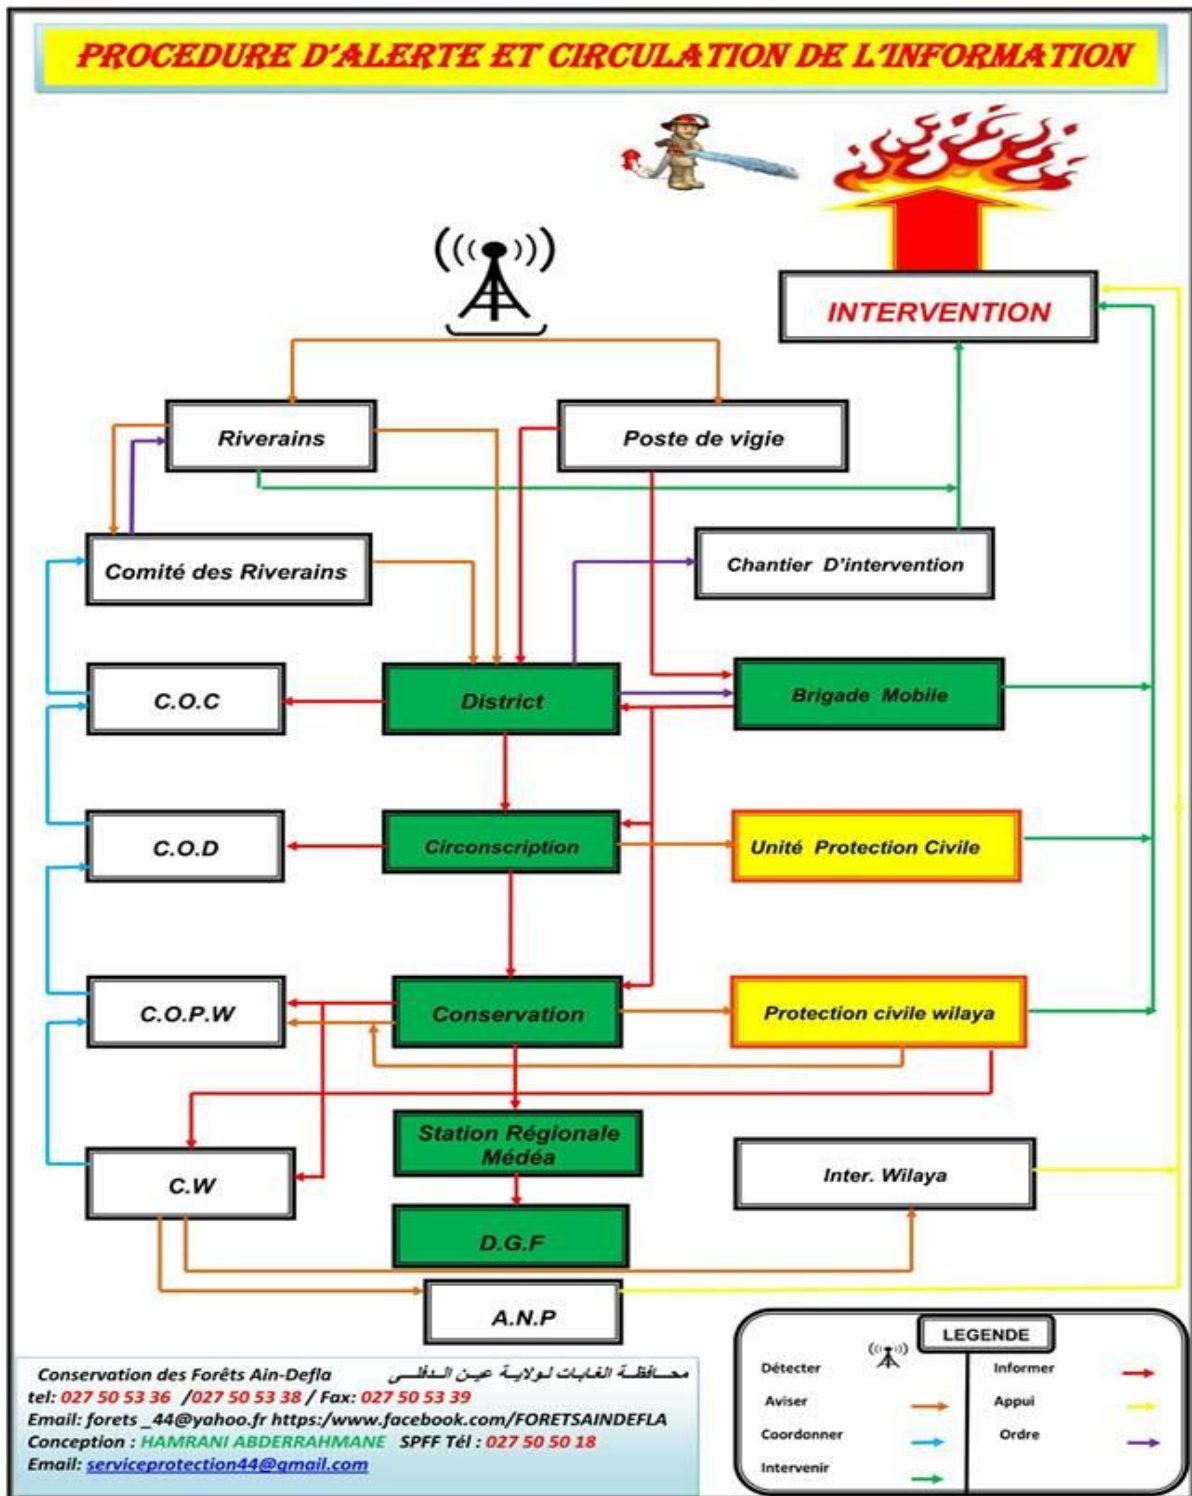 PROCEDURE D'ALERTE ET CIRCULATION DE L'INFORMATION
INTERVENTION
Riverains
Poste de vigie
Comité des Riverains
Chantier D'intervention
C.O.C
District
Brigade Mobile
C.O.D
Circonscription
Unité Protection Civile
C.O.P.W
Conservation
Protection civile wilaya
Station Régionale
Médéa
C.W
Inter. Wilaya
D.G.F
A.N.P
LEGENDE
Détecter
Informer
Aviser
Appui
Coordonner
Ordre
Intervenir
Conservation des Forêts Ain-Defla محافظة الغابات لولاية عين الدفلى
tel: 027 50 53 36 /027 50 53 38 / Fax: 027 50 53 39
Email: forets _44@yahoo.fr https:/www.facebook.com/FORETSAINDEFLA
Conception : HAMRANI ABDERRAHMANE SPFF Tél : 027 50 50 18
Email: serviceprotection44@gmail.com